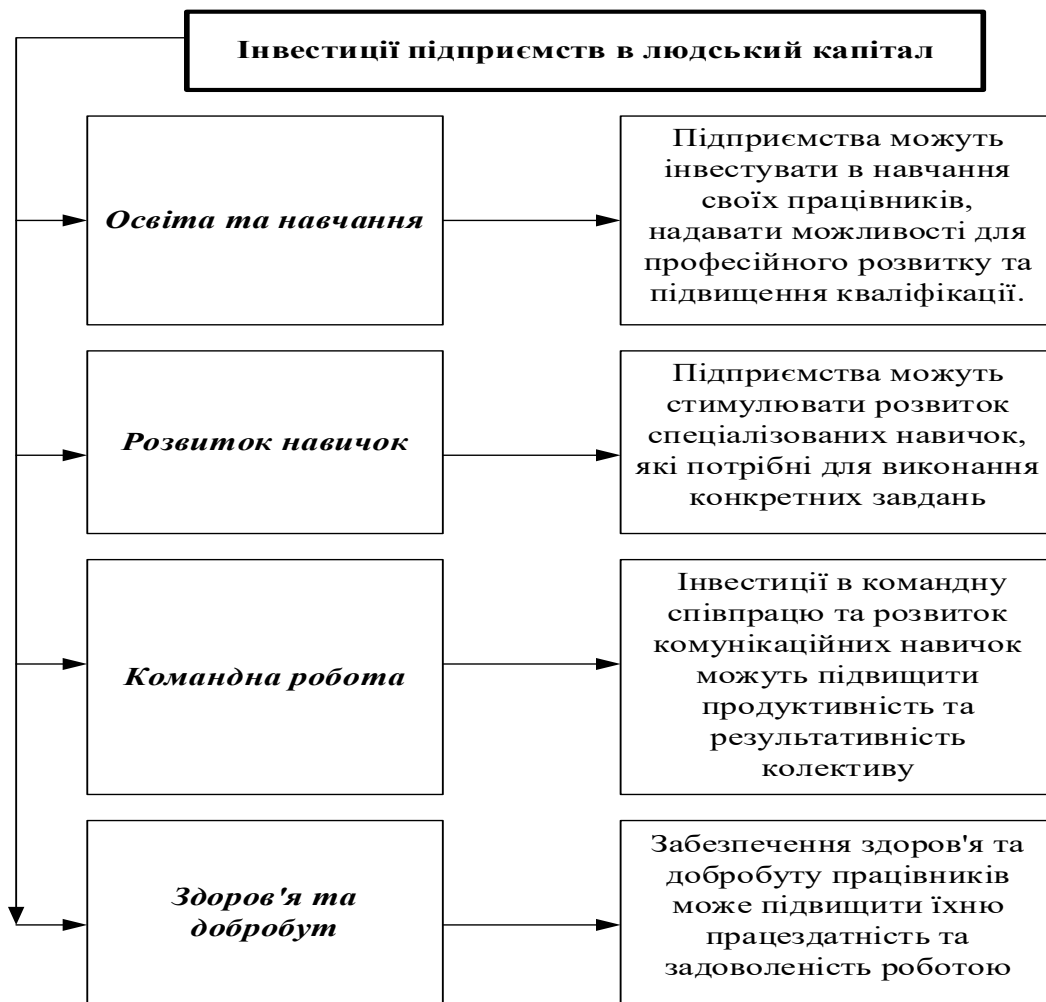 Інвестиції підприємств в людський капітал
Освіта та навчання
Підприємства можуть
інвестувати в навчання
своїх працівників,
надавати можливості для
професійного розвитку та
підвищення кваліфікації.
Розвиток навичок
Підприємства можуть
стимулювати розвиток
спеціалізованих навичок,
які потрібні для виконання
конкретних завдань
Командна робота
Інвестиції в командну
співпрацю та розвиток
комунікаційних навичок
можуть підвищити
продуктивність та
результативність
колективу
Здоров'я та
добробут
Забезпечення здоров'я та
добробуту працівників
може підвищити їхню
працездатність та
задоволеність роботою